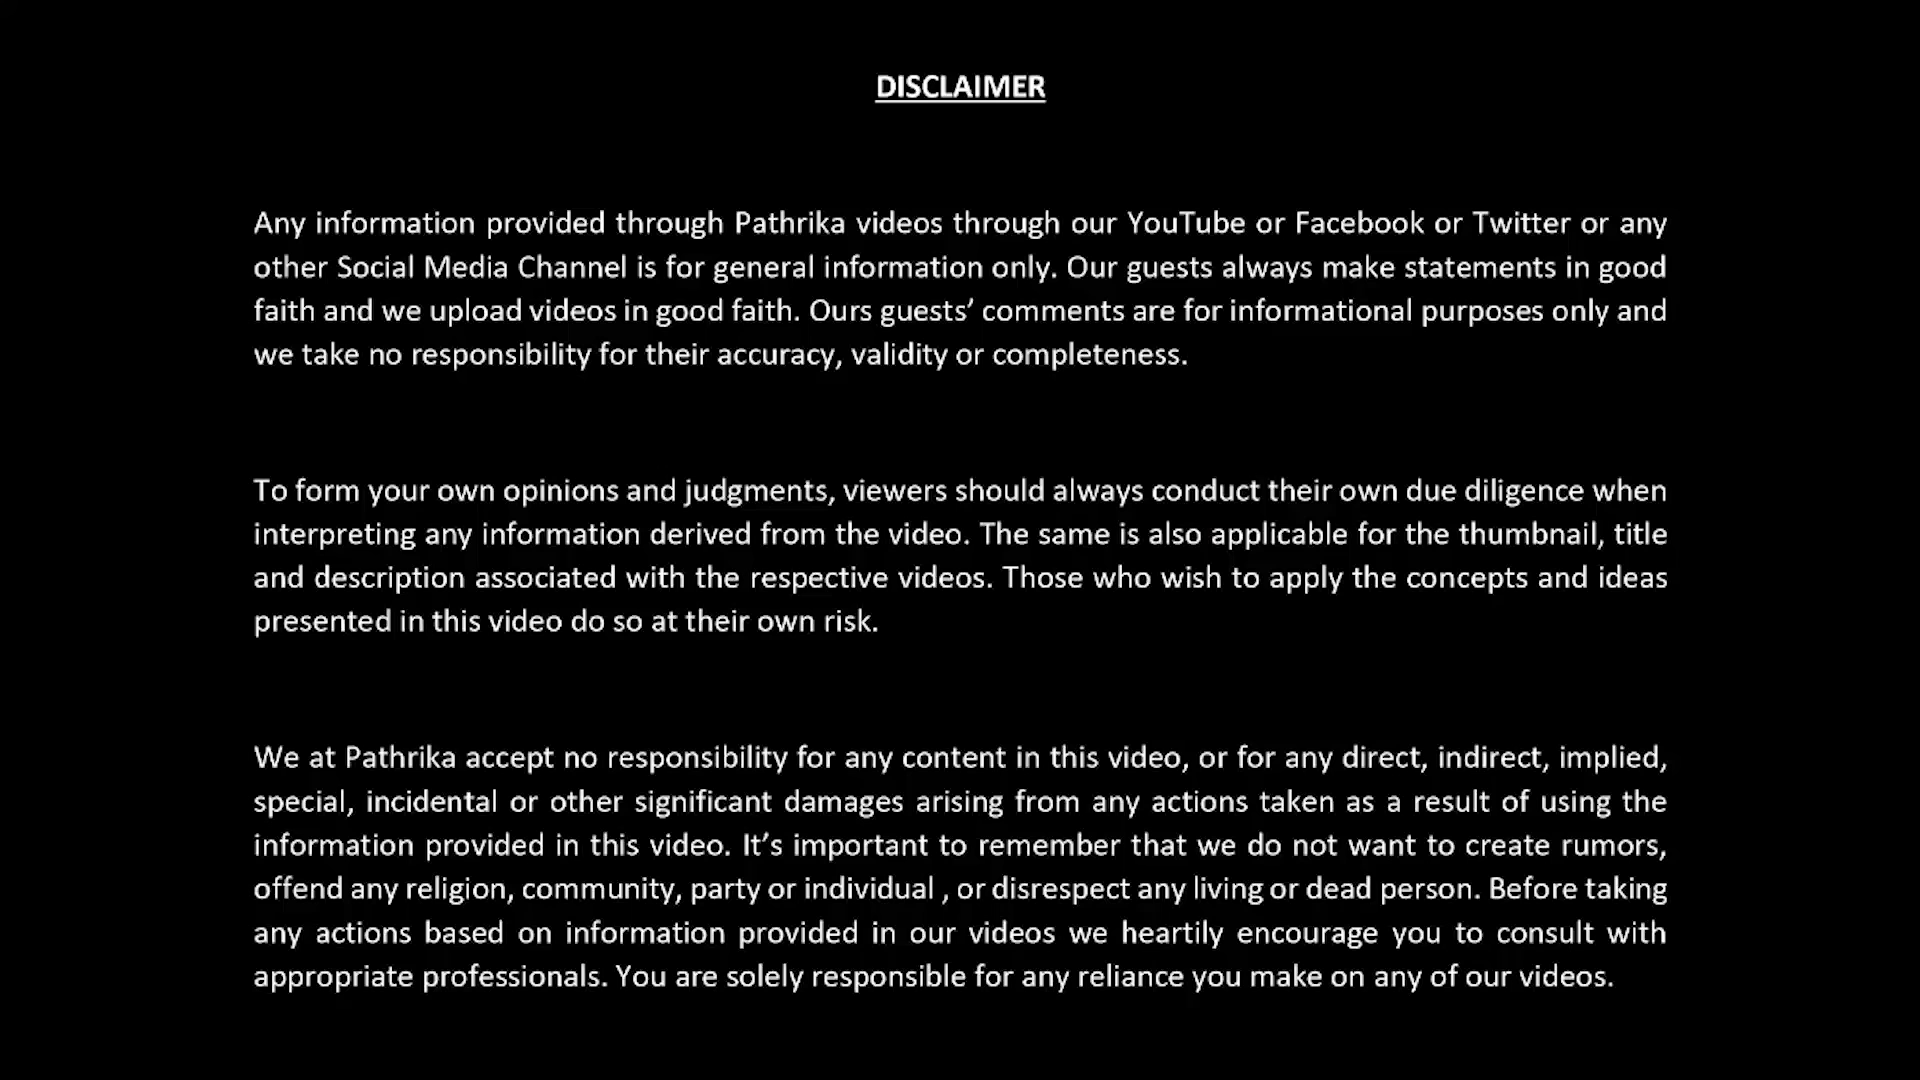 DISCLAIMER
Any information provided through Pathrika videos through our YouTube or Facebook or Twitter or any
other Social Media Channel is for general information only. Our guests always make statements in good
faith and we upload videos in good faith. Ours guests’ comments are for informational purposes only and
we take no responsibility for their accuracy, validity or completeness.
To form your own opinions and judgments, viewers should always conduct their own due diligence when
interpreting any information derived from the video. The same is also applicable for the thumbnail, title
and description associated with the respective videos. Those who wish to apply the concepts and ideas
presented in this video do so at their own risk.
We at Pathrika accept no responsibility for any content in this video, or for any direct, indirect, implied,
special, incidental or other significant damages arising from any actions taken as a result of using the
information provided in this video. It’s important to remember that we do not want to create rumors,
offend any religion, community, party or individual , or disrespect any living or dead person. Before taking
any actions based on information provided in our videos we heartily encourage you to consult with
appropriate professionals. You are solely responsible for any reliance you make on any of our videos.